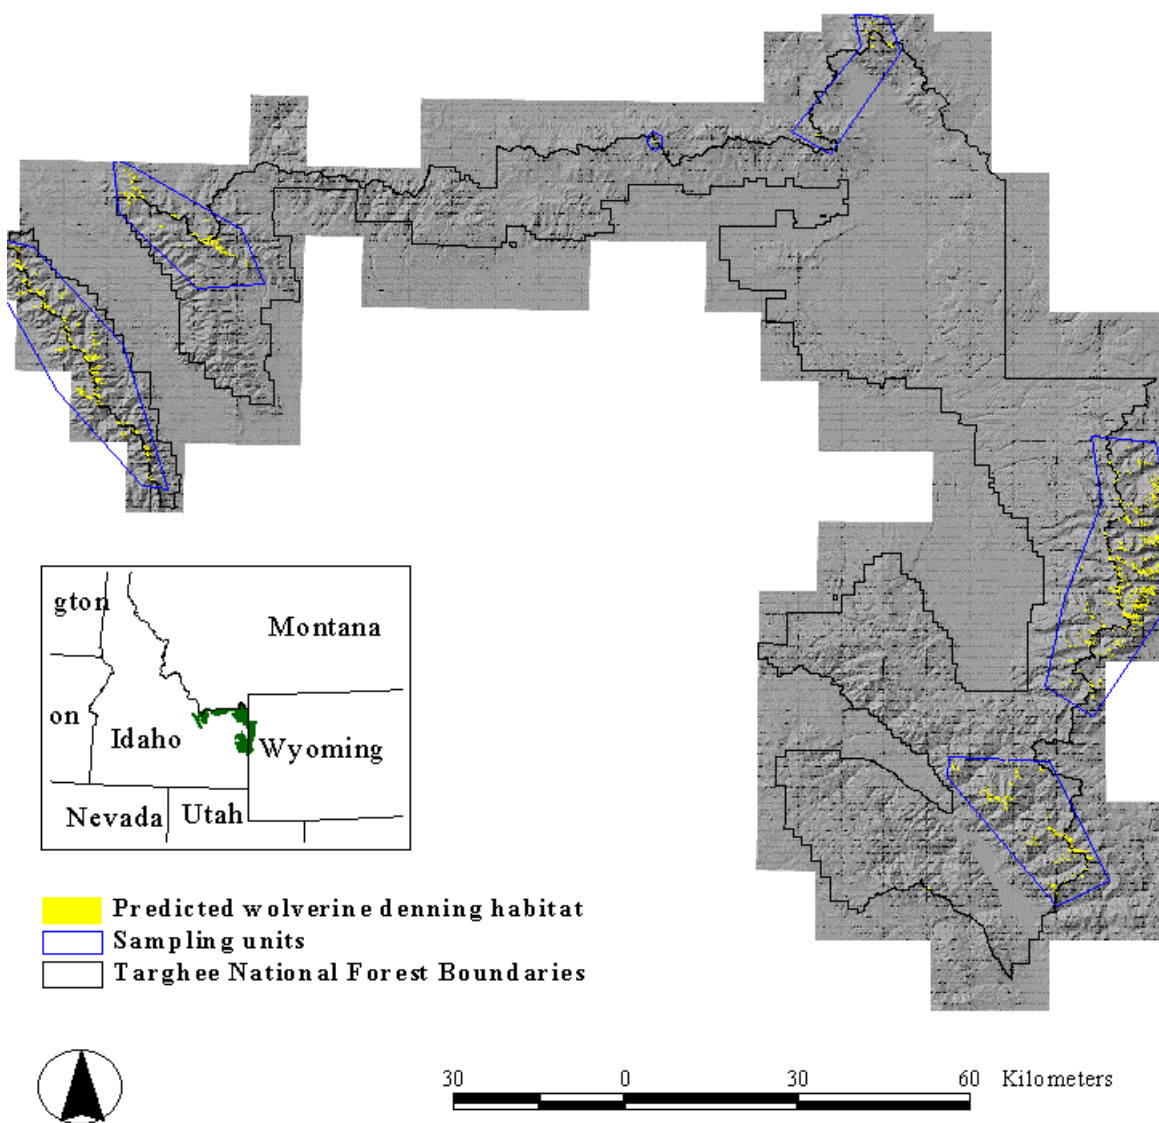 gton
Montana
on
Idaho
Wyoming
Nevada
Utah
Predicted wolverine denning habitat
Sampling units
Targhee National Forest Boundaries
30 0 30 60 Kilometers